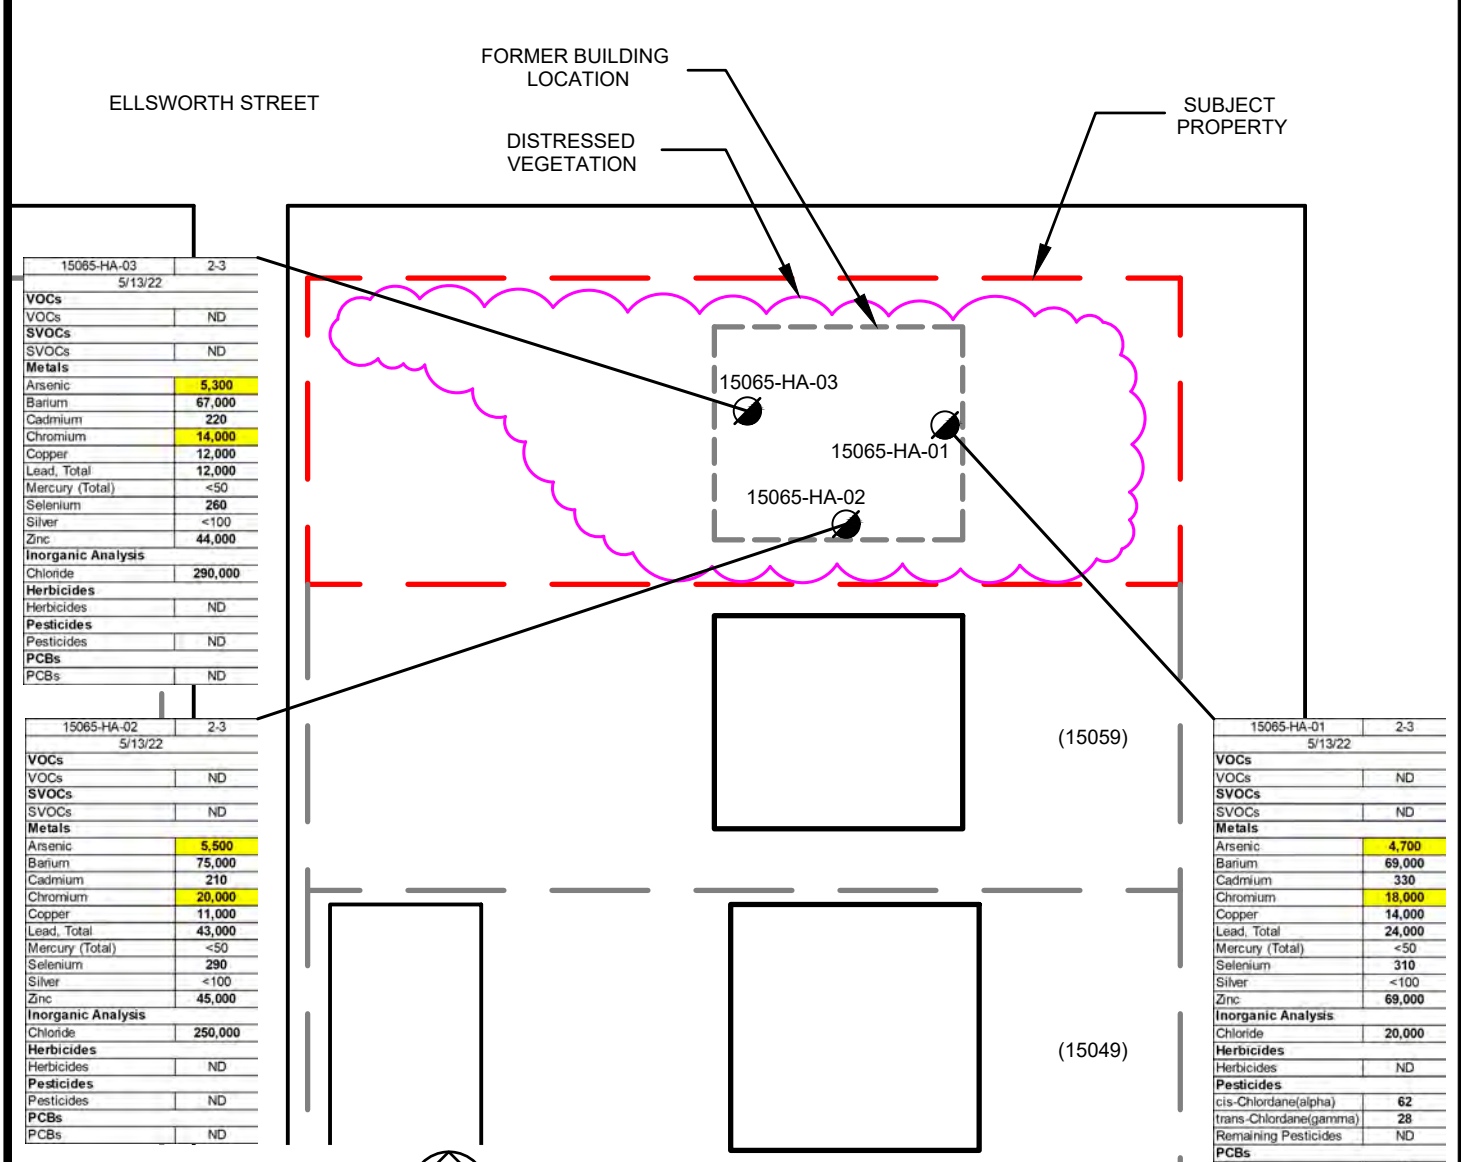 FORMER BUILDING
LOCATION
ELLSWORTH STREET
SUBJECT
PROPERTY
DISTRESSED
VEGETATION
15065-HA-03 2-3
5/13/22
VOCs
VOCs ND
SVOCs
SVOCs ND
Metals
Arsenic 5,300
Barium 67,000
Cadmium 220
Chromium 14,000
Copper 12,000
Lead, Total 12,000
Mercury (Total) <50
Selenium 260
Silver <100
Zinc 44,000
Inorganic Analysis
Chloride 290,000
Herbicides
Herbicides ND
Pesticides
Pesticides ND
PCBs
PCBs ND
15065-HA-03
15065-HA-01
15065-HA-02
15065-HA-02 2-3
5/13/22
VOCs
VOCs ND
SVOCs
SVOCs ND
Metals
Arsenic 5,500
Barium 75,000
Cadmium 210
Chromium 20,000
Copper 11,000
Lead, Total 43,000
Mercury (Total) <50
Selenium 290
Silver <100
Zinc 45,000
Inorganic Analysis
Chloride 250,000
Herbicides
Herbicides ND
Pesticides
Pesticides ND
PCBs
PCBs ND
(15059)
(15049)
15065-HA-01 2-3
5/13/22
VOCs
VOCs ND
SVOCs
SVOCs ND
Metals
Arsenic 4,700
Barium 69,000
Cadmium 330
Chromium 18,000
Copper 14,000
Lead, Total 24,000
Mercury (Total) <50
Selenium 310
Silver <100
Zinc 69,000
Inorganic Analysis
Chloride 20,000
Herbicides
Herbicides ND
Pesticides
cis-Chlordane(alpha) 62
trans-Chlordane(gamma) 28
Remaining Pesticides ND
PCBs